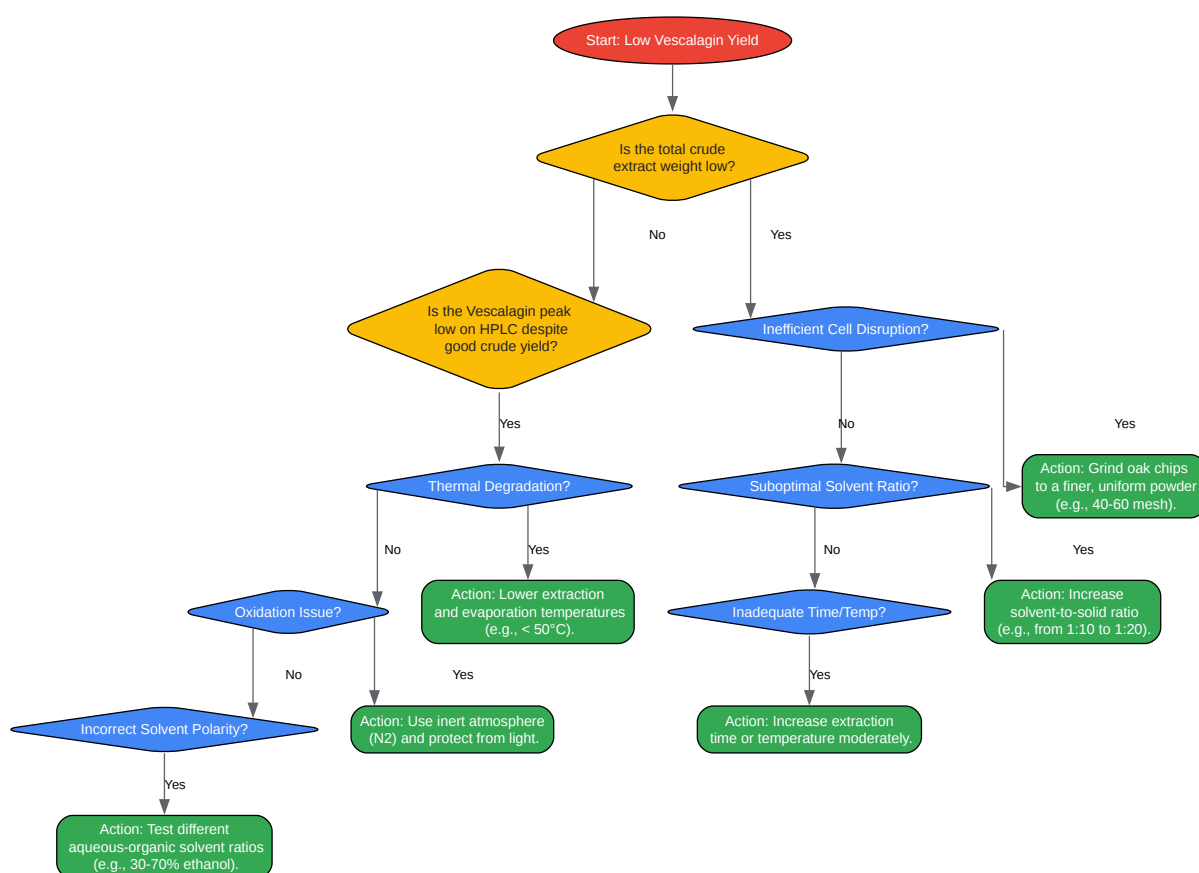 Start: Low Vescalagin Yield
Is the total crude
extract weight low?
No
Yes
Is the Vescalagin peak
low on HPLC despite
good crude yield?
Inefficient Cell Disruption?
Yes
No
Yes
Thermal Degradation?
Suboptimal Solvent Ratio?
Action: Grind oak chips
to a finer, uniform powder
(e.g., 40-60 mesh).
No
Yes
No
Yes
Oxidation Issue?
Action: Lower extraction
and evaporation temperatures
(e.g., < 50°C).
Inadequate Time/Temp?
Action: Increase
solvent-to-solid ratio
(e.g., from 1:10 to 1:20).
No
Yes
Yes
Incorrect Solvent Polarity?
Action: Use inert atmosphere
(N2) and protect from light.
Action: Increase extraction
time or temperature moderately.
Yes
Action: Test different
aqueous-organic solvent ratios
(e.g., 30-70% ethanol).